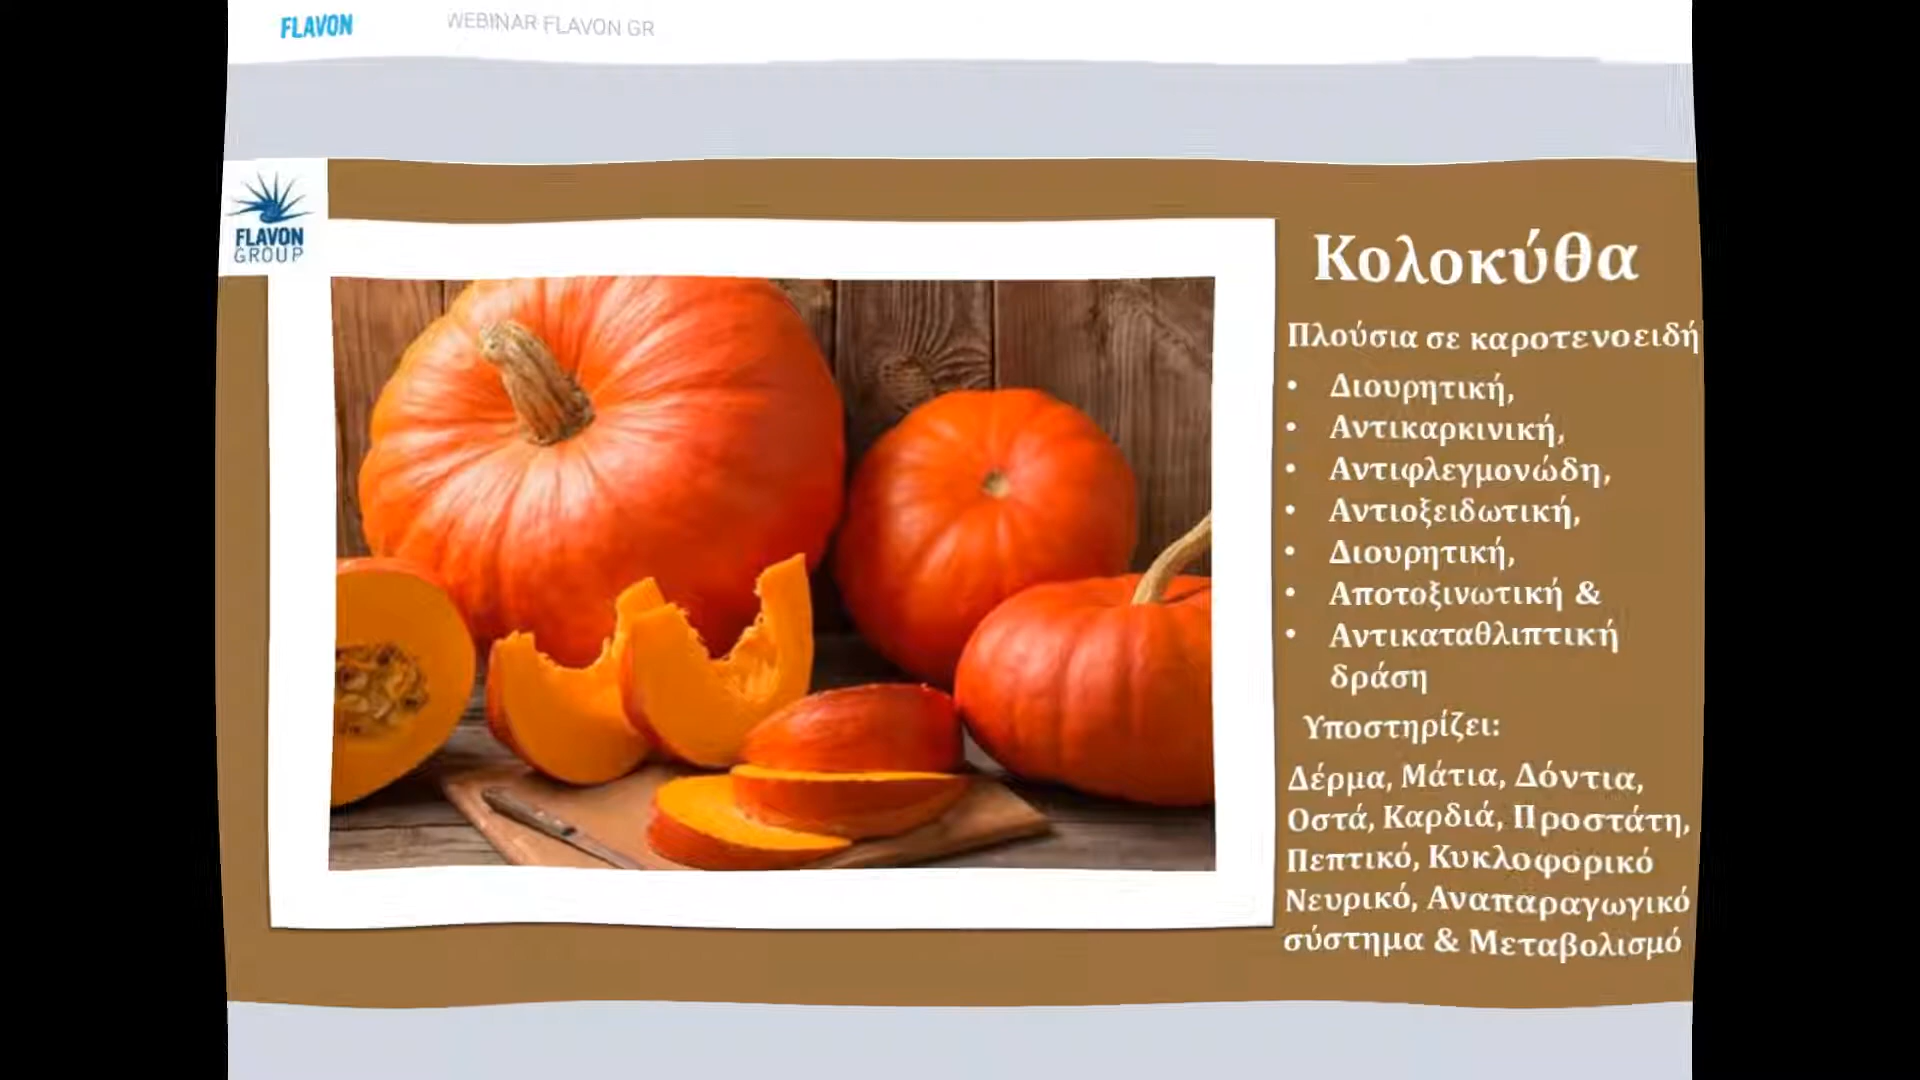 FLAVON
WEBINAR FLAVON GR
FLAVON
GROUP
Κολοκύθα
Πλούσια σε καροτενοειδή
• Διουρητική,
• Αντικαρκινική,
• Αντιφλεγμονώδη,
• Αντιοξειδωτική,
• Διουρητική,
• Αποτοξινωτική &
• Αντικαταθλιπτική
δράση
Υποστηρίζει:
Δέρμα, Μάτια, Δόντια,
Οστά, Καρδιά, Προστάτη,
Πεπτικό, Κυκλοφορικό
Νευρικό, Αναπαραγωγικό
σύστημα & Μεταβολισμό